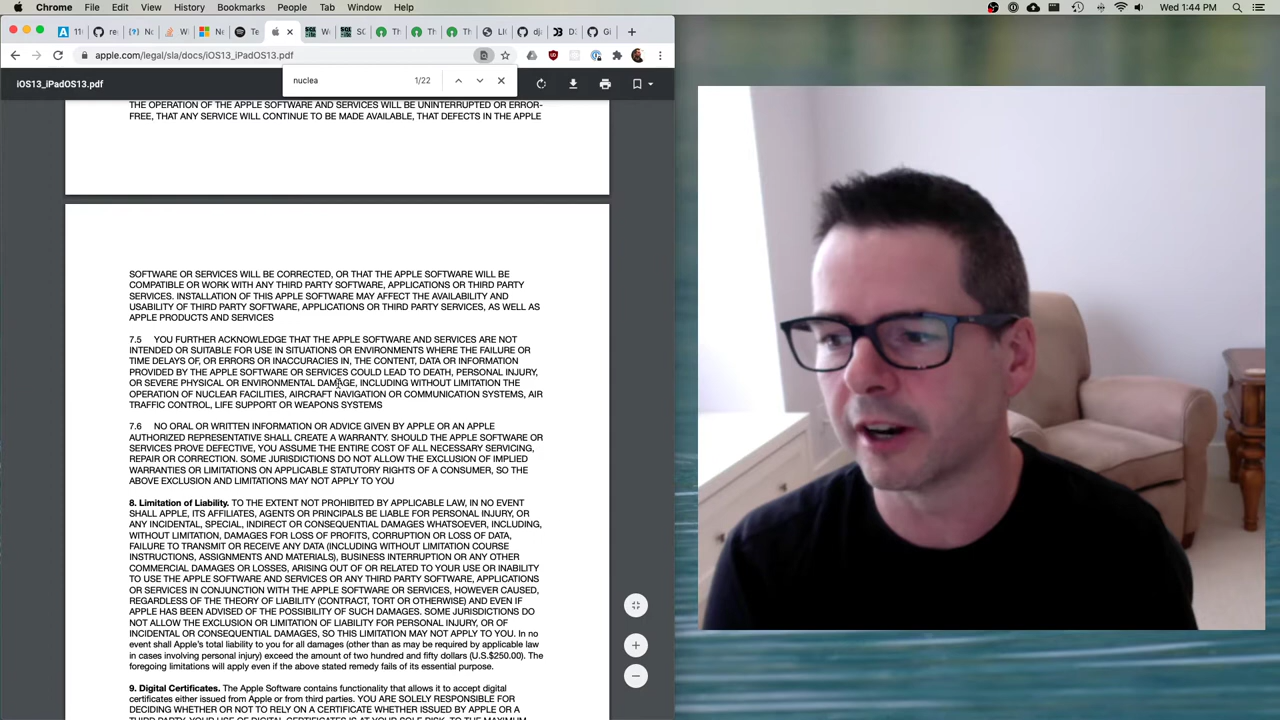 Chrome File Edit View History Bookmarks People Tab Window Help
Wed 1:44 PM
apple.com/legal/sla/docs/iOS13_iPadOS13.pdf
iOS13_iPadOS13.pdf
nuclea 1/22
THE OPERATION OF THE APPLE SOFTWARE AND SERVICES WILL BE UNINTERRUPTED OR ERROR-
FREE, THAT ANY SERVICE WILL CONTINUE TO BE MADE AVAILABLE, THAT DEFECTS IN THE APPLE
SOFTWARE OR SERVICES WILL BE CORRECTED, OR THAT THE APPLE SOFTWARE WILL BE
COMPATIBLE OR WORK WITH ANY THIRD PARTY SOFTWARE, APPLICATIONS OR THIRD PARTY
SERVICES. INSTALLATION OF THIS APPLE SOFTWARE MAY AFFECT THE AVAILABILITY AND
USABILITY OF THIRD PARTY SOFTWARE, APPLICATIONS OR THIRD PARTY SERVICES, AS WELL AS
APPLE PRODUCTS AND SERVICES
7.5 YOU FURTHER ACKNOWLEDGE THAT THE APPLE SOFTWARE AND SERVICES ARE NOT
INTENDED OR SUITABLE FOR USE IN SITUATIONS OR ENVIRONMENTS WHERE THE FAILURE OR
TIME DELAYS OF, OR ERRORS OR INACCURACIES IN, THE CONTENT, DATA OR INFORMATION
PROVIDED BY THE APPLE SOFTWARE OR SERVICES COULD LEAD TO DEATH, PERSONAL INJURY,
OR SEVERE PHYSICAL OR ENVIRONMENTAL DAMAGE, INCLUDING WITHOUT LIMITATION THE
OPERATION OF NUCLEAR FACILITIES, AIRCRAFT NAVIGATION OR COMMUNICATION SYSTEMS, AIR
TRAFFIC CONTROL, LIFE SUPPORT OR WEAPONS SYSTEMS
7.6 NO ORAL OR WRITTEN INFORMATION OR ADVICE GIVEN BY APPLE OR AN APPLE
AUTHORIZED REPRESENTATIVE SHALL CREATE A WARRANTY. SHOULD THE APPLE SOFTWARE OR
SERVICES PROVE DEFECTIVE, YOU ASSUME THE ENTIRE COST OF ALL NECESSARY SERVICING,
REPAIR OR CORRECTION. SOME JURISDICTIONS DO NOT ALLOW THE EXCLUSION OF IMPLIED
WARRANTIES OR LIMITATIONS ON APPLICABLE STATUTORY RIGHTS OF A CONSUMER, SO THE
ABOVE EXCLUSION AND LIMITATIONS MAY NOT APPLY TO YOU
8. Limitation of Liability. TO THE EXTENT NOT PROHIBITED BY APPLICABLE LAW, IN NO EVENT
SHALL APPLE, ITS AFFILIATES, AGENTS OR PRINCIPALS BE LIABLE FOR PERSONAL INJURY, OR
ANY INCIDENTAL, SPECIAL, INDIRECT OR CONSEQUENTIAL DAMAGES WHATSOEVER, INCLUDING,
WITHOUT LIMITATION, DAMAGES FOR LOSS OF PROFITS, CORRUPTION OR LOSS OF DATA,
FAILURE TO TRANSMIT OR RECEIVE ANY DATA (INCLUDING WITHOUT LIMITATION COURSE
INSTRUCTIONS, ASSIGNMENTS AND MATERIALS), BUSINESS INTERRUPTION OR ANY OTHER
COMMERCIAL DAMAGES OR LOSSES, ARISING OUT OF OR RELATED TO YOUR USE OR INABILITY
TO USE THE APPLE SOFTWARE AND SERVICES OR ANY THIRD PARTY SOFTWARE, APPLICATIONS
OR SERVICES IN CONJUNCTION WITH THE APPLE SOFTWARE OR SERVICES, HOWEVER CAUSED,
REGARDLESS OF THE THEORY OF LIABILITY (CONTRACT, TORT OR OTHERWISE) AND EVEN IF
APPLE HAS BEEN ADVISED OF THE POSSIBILITY OF SUCH DAMAGES. SOME JURISDICTIONS DO
NOT ALLOW THE EXCLUSION OR LIMITATION OF LIABILITY FOR PERSONAL INJURY, OR OF
INCIDENTAL OR CONSEQUENTIAL DAMAGES, SO THIS LIMITATION MAY NOT APPLY TO YOU. In no
event shall Apple's total liability to you for all damages (other than as may be required by applicable law
in cases involving personal injury) exceed the amount of two hundred and fifty dollars (U.S.$250.00). The
foregoing limitations will apply even if the above stated remedy fails of its essential purpose.
9. Digital Certificates. The Apple Software contains functionality that allows it to accept digital
certificates either issued from Apple or from third parties. YOU ARE SOLELY RESPONSIBLE FOR
DECIDING WHETHER OR NOT TO RELY ON A CERTIFICATE WHETHER ISSUED BY APPLE OR A